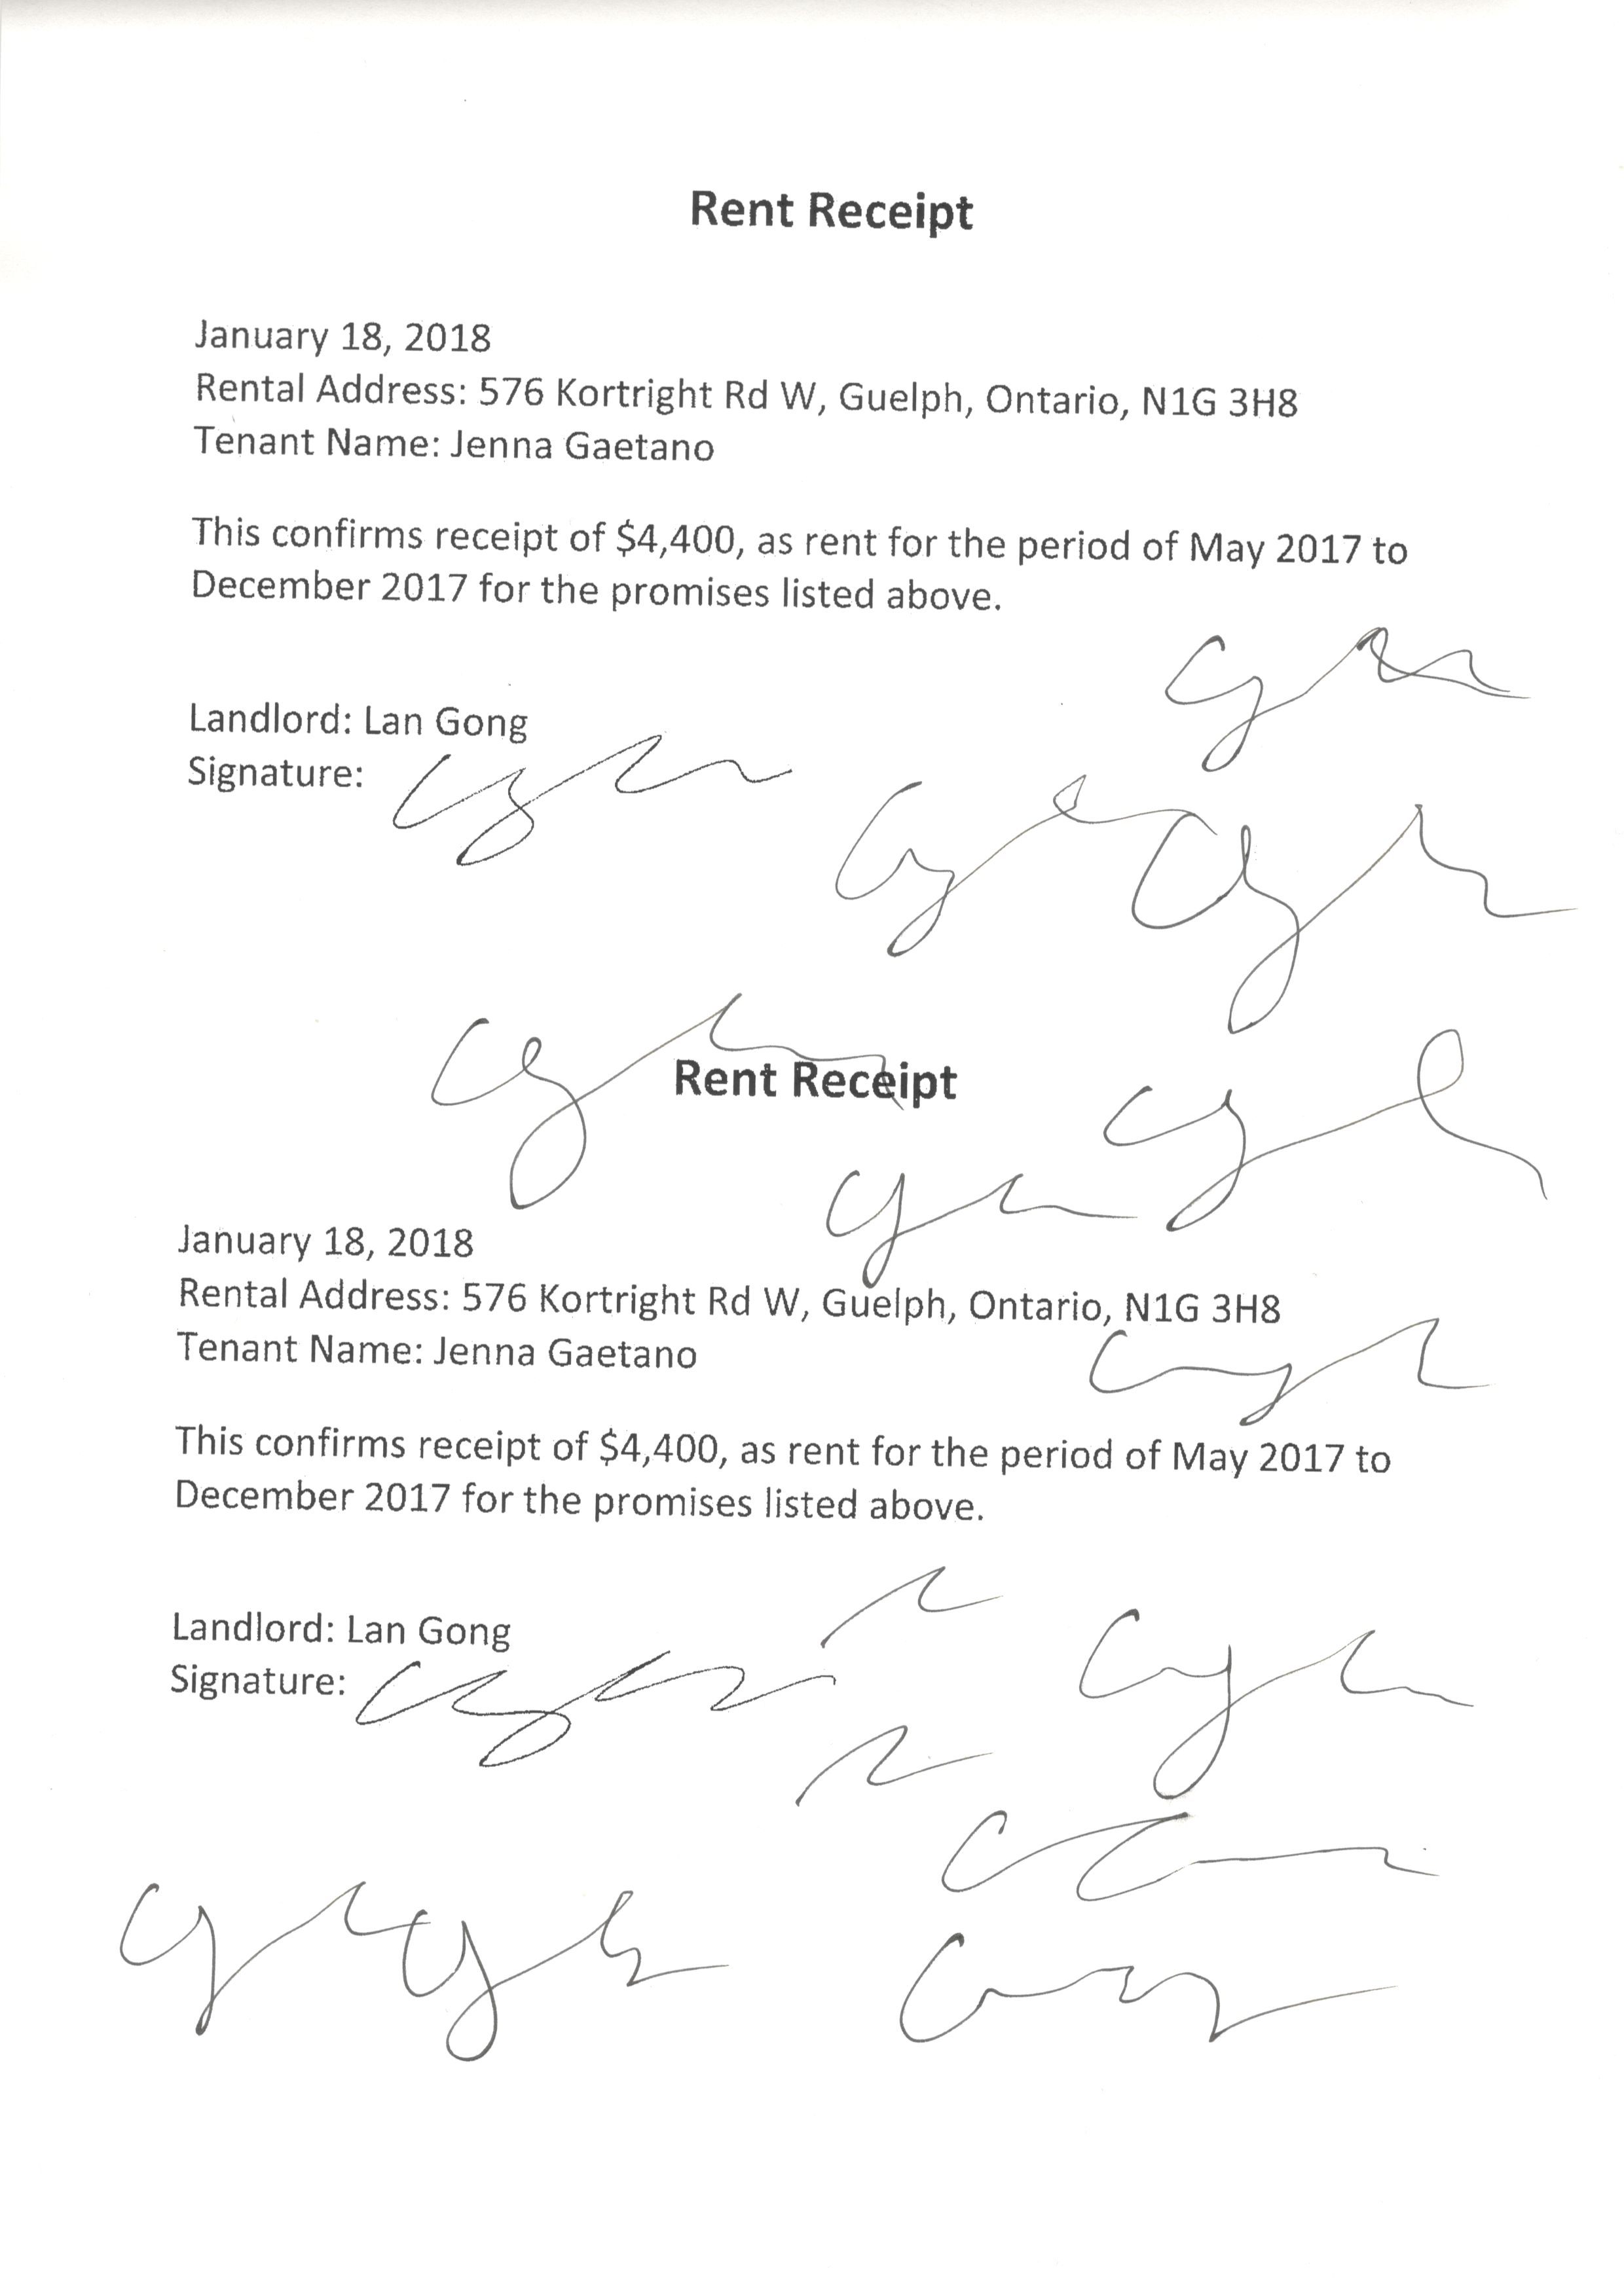 Rent Receipt
January 18, 2018
Rental Address: 576 Kortright Rd W, Guelph, Ontario, N1G 3H8
Tenant Name: Jenna Gaetano
This confirms receipt of $4,400, as rent for the period of May 2017 to
December 2017 for the promises listed above.
Landlord: Lan Gong
Signature:
Rent Receipt
January 18, 2018
Rental Address: 576 Kortright Rd W, Guelph, Ontario, N1G 3H8
Tenant Name: Jenna Gaetano
This confirms receipt of $4,400, as rent for the period of May 2017 to
December 2017 for the promises listed above.
Landlord: Lan Gong
Signature: